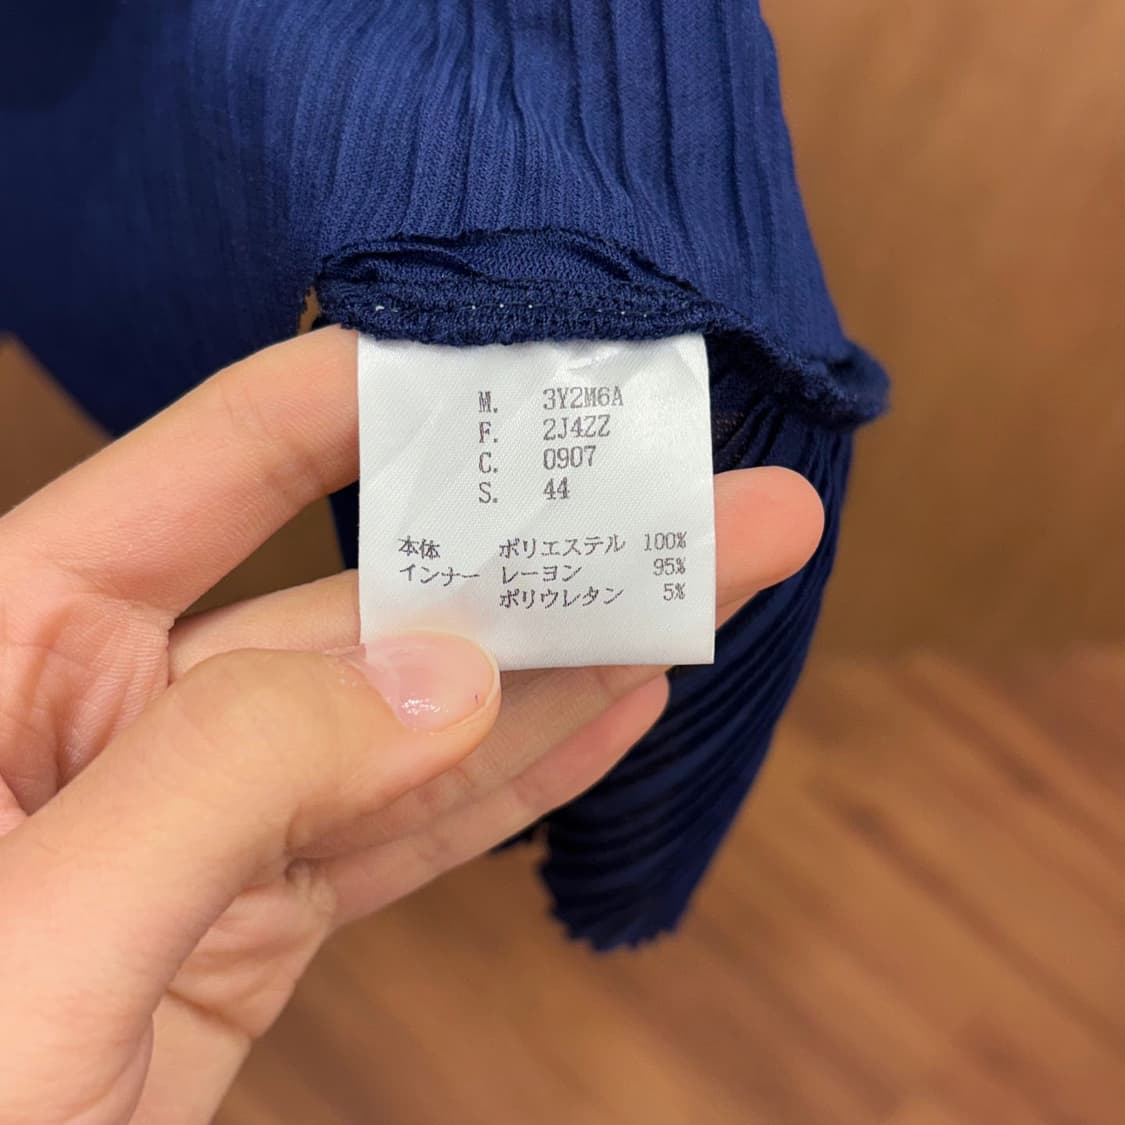 M. 3Y2M6A
F. 2J4ZZ
C. 0907
S. 44
本体 ポリエステル 100%
インナー レーヨン 95%
ポリウレタン 5%